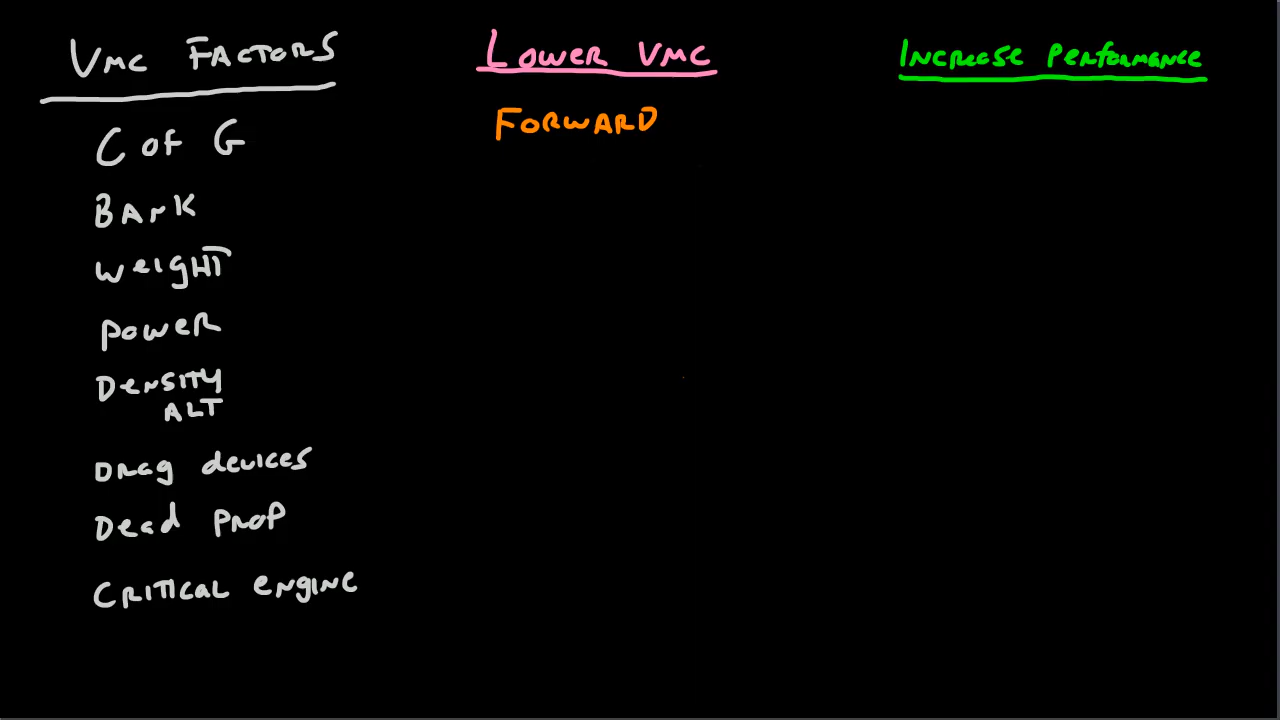 Vmc FACTORS
LOWER VMC
INCREASE PERFORMANCE
C of G
FORWARD
BANK
WEIGHT
POWER
DENSITY
ALT
Drag devices
Dead Prop
CRITICAL ENGINE